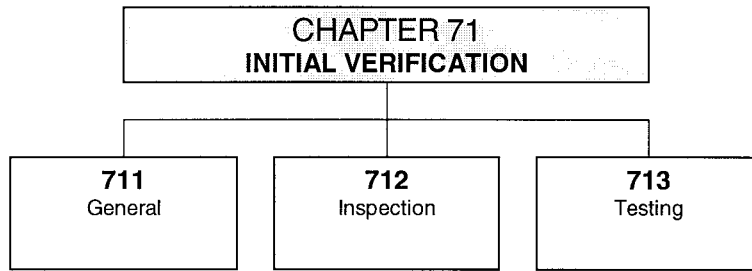 CHAPTER 71
INITIAL VERIFICATION
711
General
712
Inspection
713
Testing